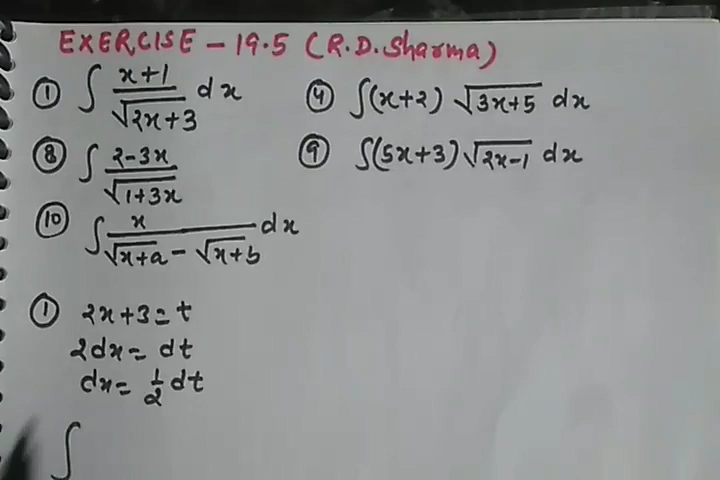 EXERCISE - 19.5 (R.D. Sharma)
① ∫ (x+1)/√(2x+3) dx ④ ∫(x+2) √(3x+5) dx
⑧ ∫ (2-3x)/√(1+3x) ⑨ ∫(5x+3) √(2x-1) dx
⑩ ∫ x/(√(x+a) - √(x+b)) dx
① 2x+3=t
2dx= dt
dx= 1/2 dt
∫